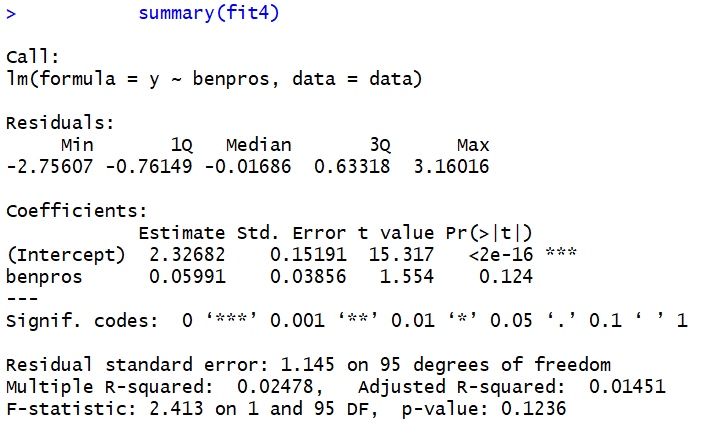 >          summary(fit4)

Call:
lm(formula = y ~ benpros, data = data)

Residuals:
     Min       1Q   Median       3Q      Max
-2.75607 -0.76149 -0.01686  0.63318  3.16016

Coefficients:
            Estimate Std. Error t value Pr(>|t|)
(Intercept)  2.32682    0.15191  15.317   <2e-16 ***
benpros      0.05991    0.03856   1.554    0.124
---
Signif. codes:  0 ‘***’ 0.001 ‘**’ 0.01 ‘*’ 0.05 ‘.’ 0.1 ‘ ’ 1

Residual standard error: 1.145 on 95 degrees of freedom
Multiple R-squared:  0.02478,   Adjusted R-squared:  0.01451
F-statistic: 2.413 on 1 and 95 DF,  p-value: 0.1236